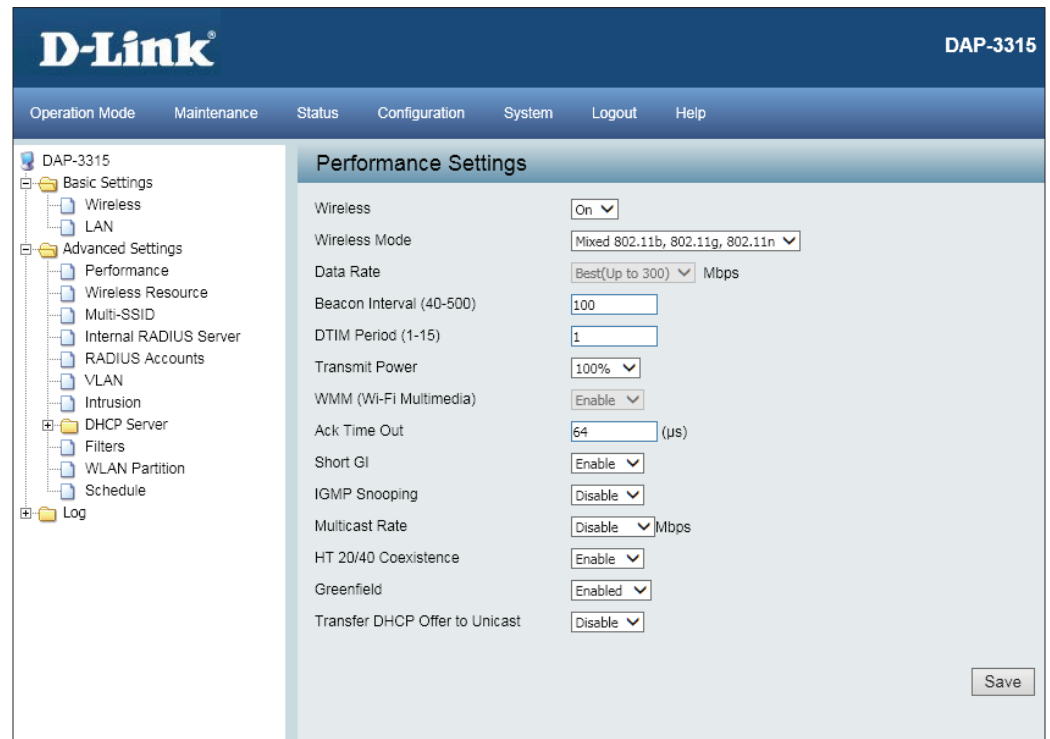 D-Link®
DAP-3315
Operation Mode Maintenance Status Configuration System Logout Help
DAP-3315
Basic Settings
Wireless
LAN
Advanced Settings
Performance
Wireless Resource
Multi-SSID
Internal RADIUS Server
RADIUS Accounts
VLAN
Intrusion
DHCP Server
Filters
WLAN Partition
Schedule
Log
Performance Settings
Wireless On
Wireless Mode Mixed 802.11b, 802.11g, 802.11n
Data Rate Best(Up to 300) Mbps
Beacon Interval (40-500) 100
DTIM Period (1-15) 1
Transmit Power 100%
WMM (Wi-Fi Multimedia) Enable
Ack Time Out 64 (µs)
Short GI Enable
IGMP Snooping Disable
Multicast Rate Disable Mbps
HT 20/40 Coexistence Enable
Greenfield Enabled
Transfer DHCP Offer to Unicast Disable
Save